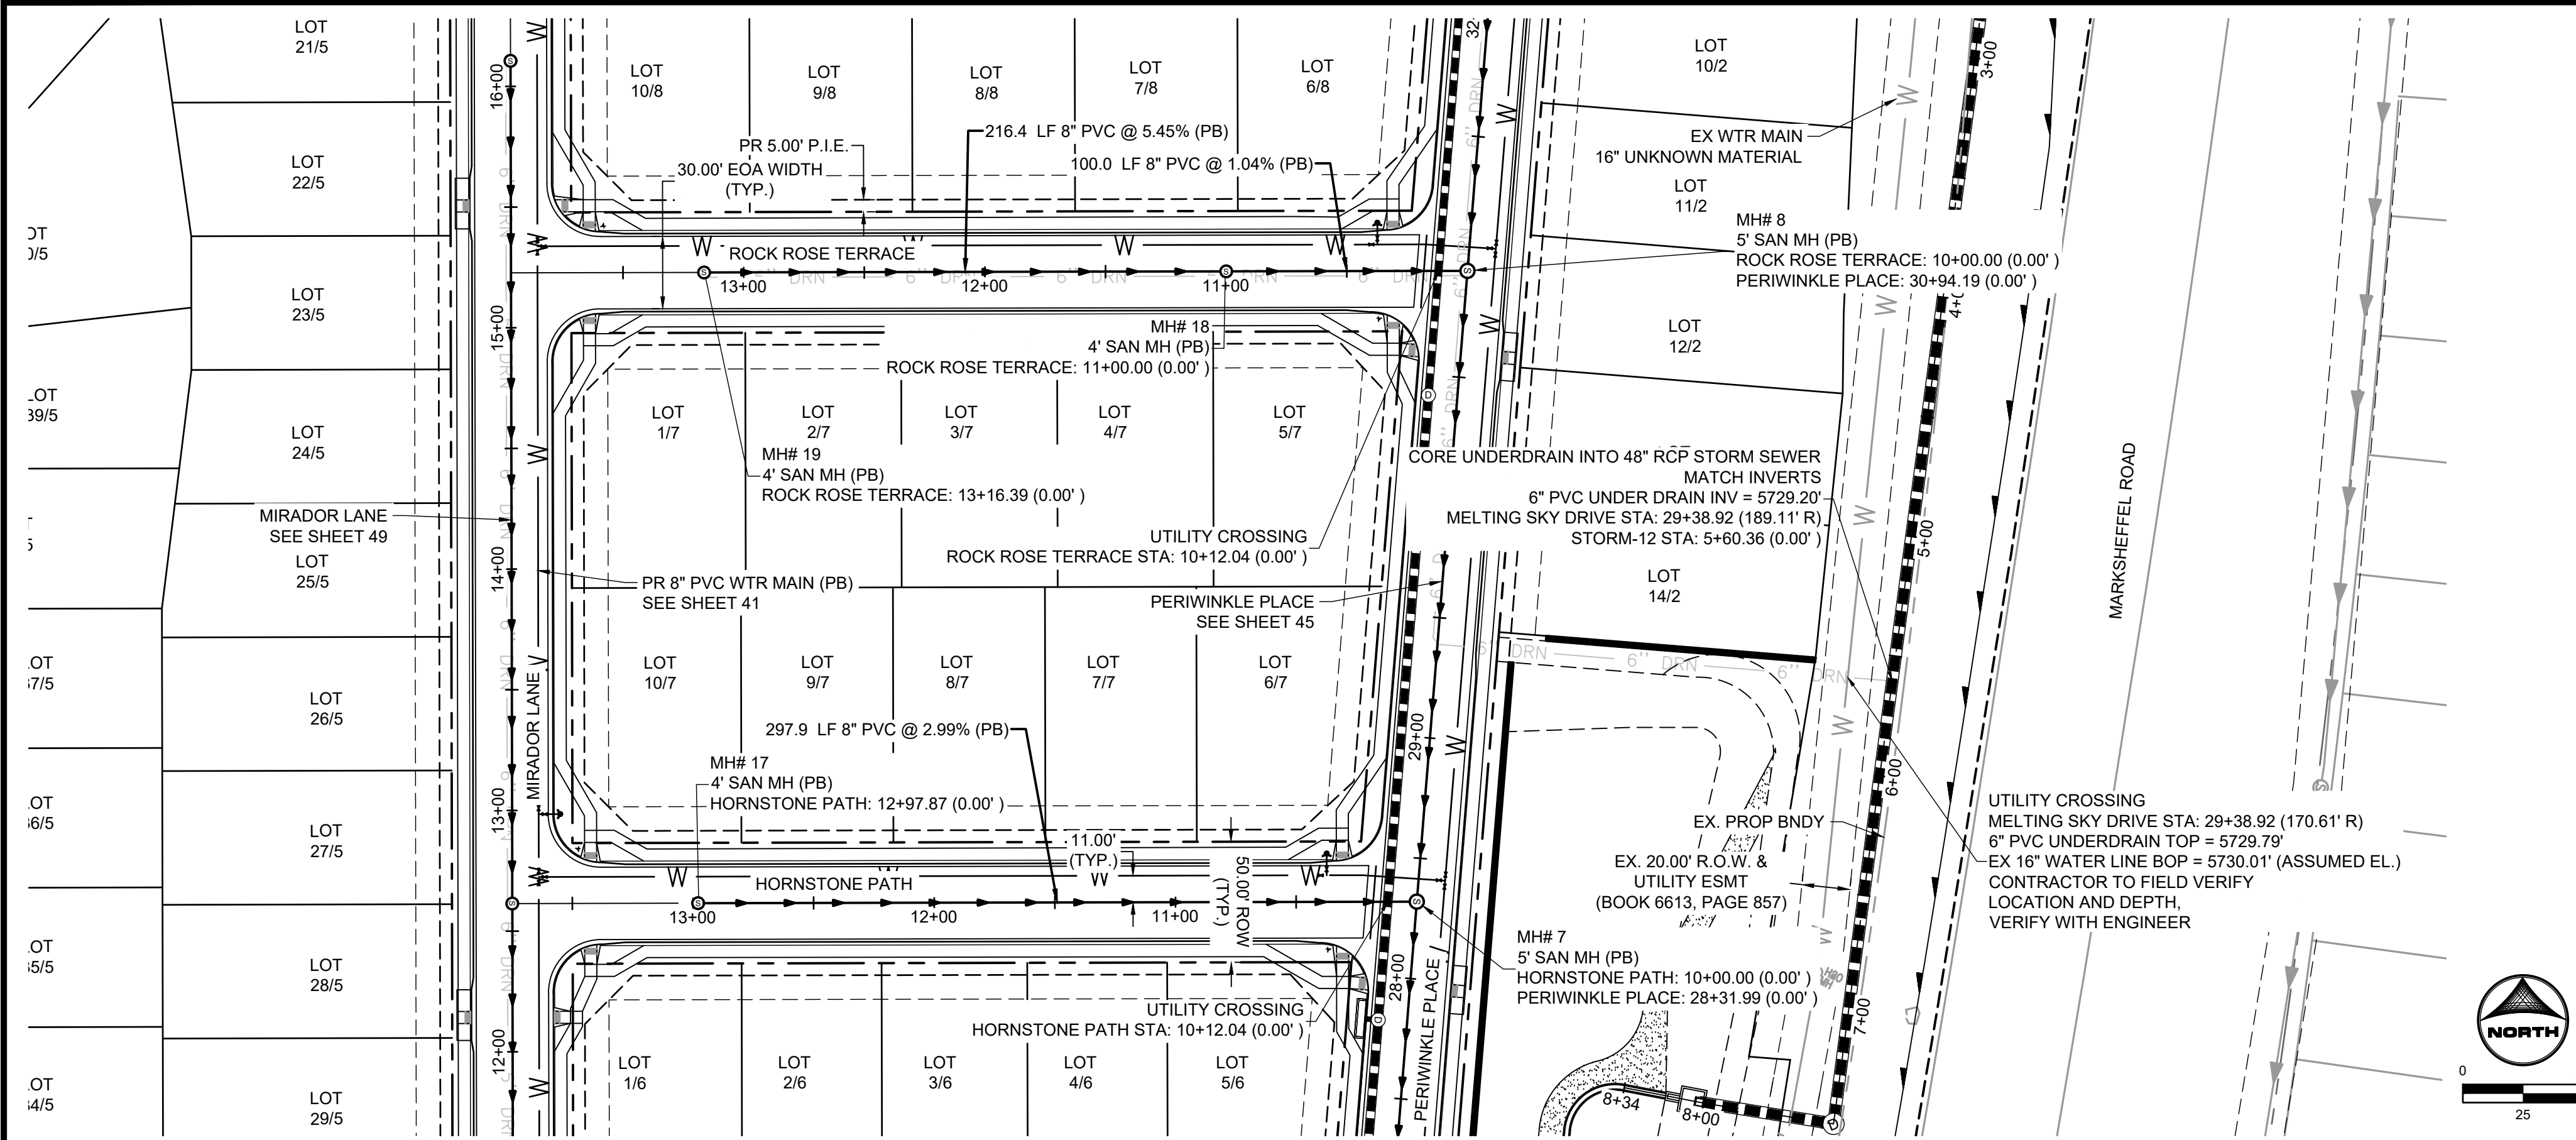 LOT
21/5
LOT
22/5
LOT
23/5
LOT
24/5
LOT
25/5
LOT
26/5
LOT
27/5
LOT
28/5
LOT
29/5
MIRADOR LANE
SEE SHEET 49
16+00
15+00
14+00
13+00
12+00
MIRADOR LANE
LOT
10/8
LOT
9/8
LOT
8/8
LOT
7/8
LOT
6/8
PR 5.00' P.I.E.
30.00' EOA WIDTH
(TYP.)
216.4 LF 8" PVC @ 5.45% (PB)
100.0 LF 8" PVC @ 1.04% (PB)
ROCK ROSE TERRACE
13+00
12+00
11+00
6'' DRN
MH# 18
4' SAN MH (PB)
ROCK ROSE TERRACE: 11+00.00 (0.00' )
LOT
1/7
LOT
2/7
LOT
3/7
LOT
4/7
LOT
5/7
MH# 19
4' SAN MH (PB)
ROCK ROSE TERRACE: 13+16.39 (0.00' )
UTILITY CROSSING
ROCK ROSE TERRACE STA: 10+12.04 (0.00' )
PR 8" PVC WTR MAIN (PB)
SEE SHEET 41
PERIWINKLE PLACE
SEE SHEET 45
LOT
10/7
LOT
9/7
LOT
8/7
LOT
7/7
LOT
6/7
297.9 LF 8" PVC @ 2.99% (PB)
MH# 17
4' SAN MH (PB)
HORNSTONE PATH: 12+97.87 (0.00' )
11.00'
(TYP.)
50.00' ROW
(TYP.)
HORNSTONE PATH
13+00
12+00
11+00
UTILITY CROSSING
HORNSTONE PATH STA: 10+12.04 (0.00' )
LOT
1/6
LOT
2/6
LOT
3/6
LOT
4/6
LOT
5/6
29+00
28+00
PERIWINKLE PLACE
LOT
10/2
EX WTR MAIN
16" UNKNOWN MATERIAL
LOT
11/2
MH# 8
5' SAN MH (PB)
ROCK ROSE TERRACE: 10+00.00 (0.00' )
PERIWINKLE PLACE: 30+94.19 (0.00' )
LOT
12/2
CORE UNDERDRAIN INTO 48" RCP STORM SEWER
MATCH INVERTS
6" PVC UNDER DRAIN INV = 5729.20'
MELTING SKY DRIVE STA: 29+38.92 (189.11' R)
STORM-12 STA: 5+60.36 (0.00' )
LOT
14/2
6'' DRN
6'' DRN
6'' DRN
3+00
5+00
6+00
7+00
8+00
8+34
MARKSHEFFEL ROAD
EX. PROP BNDY
EX. 20.00' R.O.W. &
UTILITY ESMT
(BOOK 6613, PAGE 857)
UTILITY CROSSING
MELTING SKY DRIVE STA: 29+38.92 (170.61' R)
6" PVC UNDERDRAIN TOP = 5729.79'
EX 16" WATER LINE BOP = 5730.01' (ASSUMED EL.)
CONTRACTOR TO FIELD VERIFY
LOCATION AND DEPTH,
VERIFY WITH ENGINEER
MH# 7
5' SAN MH (PB)
HORNSTONE PATH: 10+00.00 (0.00' )
PERIWINKLE PLACE: 28+31.99 (0.00' )
NORTH
0
25